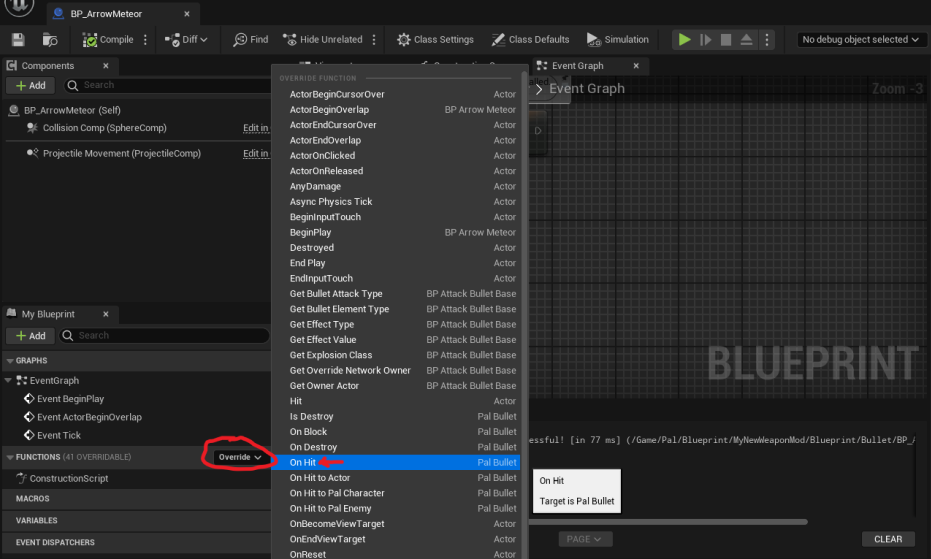 BP_ArrowMeteor
Compile
Diff
Find
Hide Unrelated
Class Settings
Class Defaults
Simulation
No debug object selected
Components
Event Graph
Add
Search
BP_ArrowMeteor (Self)
Collision Comp (SphereComp)
Edit in
Projectile Movement (ProjectileComp)
Edit in
OVERRIDE FUNCTION
ActorBeginCursorOver Actor
ActorBeginOverlap BP Arrow Meteor
ActorEndCursorOver Actor
ActorEndOverlap Actor
ActorOnClicked Actor
ActorOnReleased Actor
AnyDamage Actor
Async Physics Tick Actor
BeginInputTouch Actor
BeginPlay BP Arrow Meteor
Destroyed Actor
End Play Actor
EndInputTouch Actor
Get Bullet Attack Type BP Attack Bullet Base
Get Bullet Element Type BP Attack Bullet Base
Get Effect Type BP Attack Bullet Base
Get Effect Value BP Attack Bullet Base
Get Explosion Class BP Attack Bullet Base
Get Override Network Owner BP Attack Bullet Base
Get Owner Actor BP Attack Bullet Base
Hit Actor
Is Destroy Pal Bullet
On Block Pal Bullet
On Destroy Pal Bullet
On Hit Pal Bullet
On Hit to Actor Pal Bullet
On Hit to Pal Character Pal Bullet
On Hit to Pal Enemy Pal Bullet
OnBecomeViewTarget Actor
OnEndViewTarget Actor
OnReset Actor
Event Graph
Zoom -3
BLUEPRINT
My Blueprint
Add
Search
GRAPHS
EventGraph
Event BeginPlay
Event ActorBeginOverlap
Event Tick
FUNCTIONS (41 OVERRIDABLE)
Override
ConstructionScript
MACROS
VARIABLES
EVENT DISPATCHERS
essful! [in 77 ms] (/Game/Pal/Blueprint/MyNewWeaponMod/Blueprint/Bullet/BP_
On Hit
Target is Pal Bullet
PAGE
CLEAR